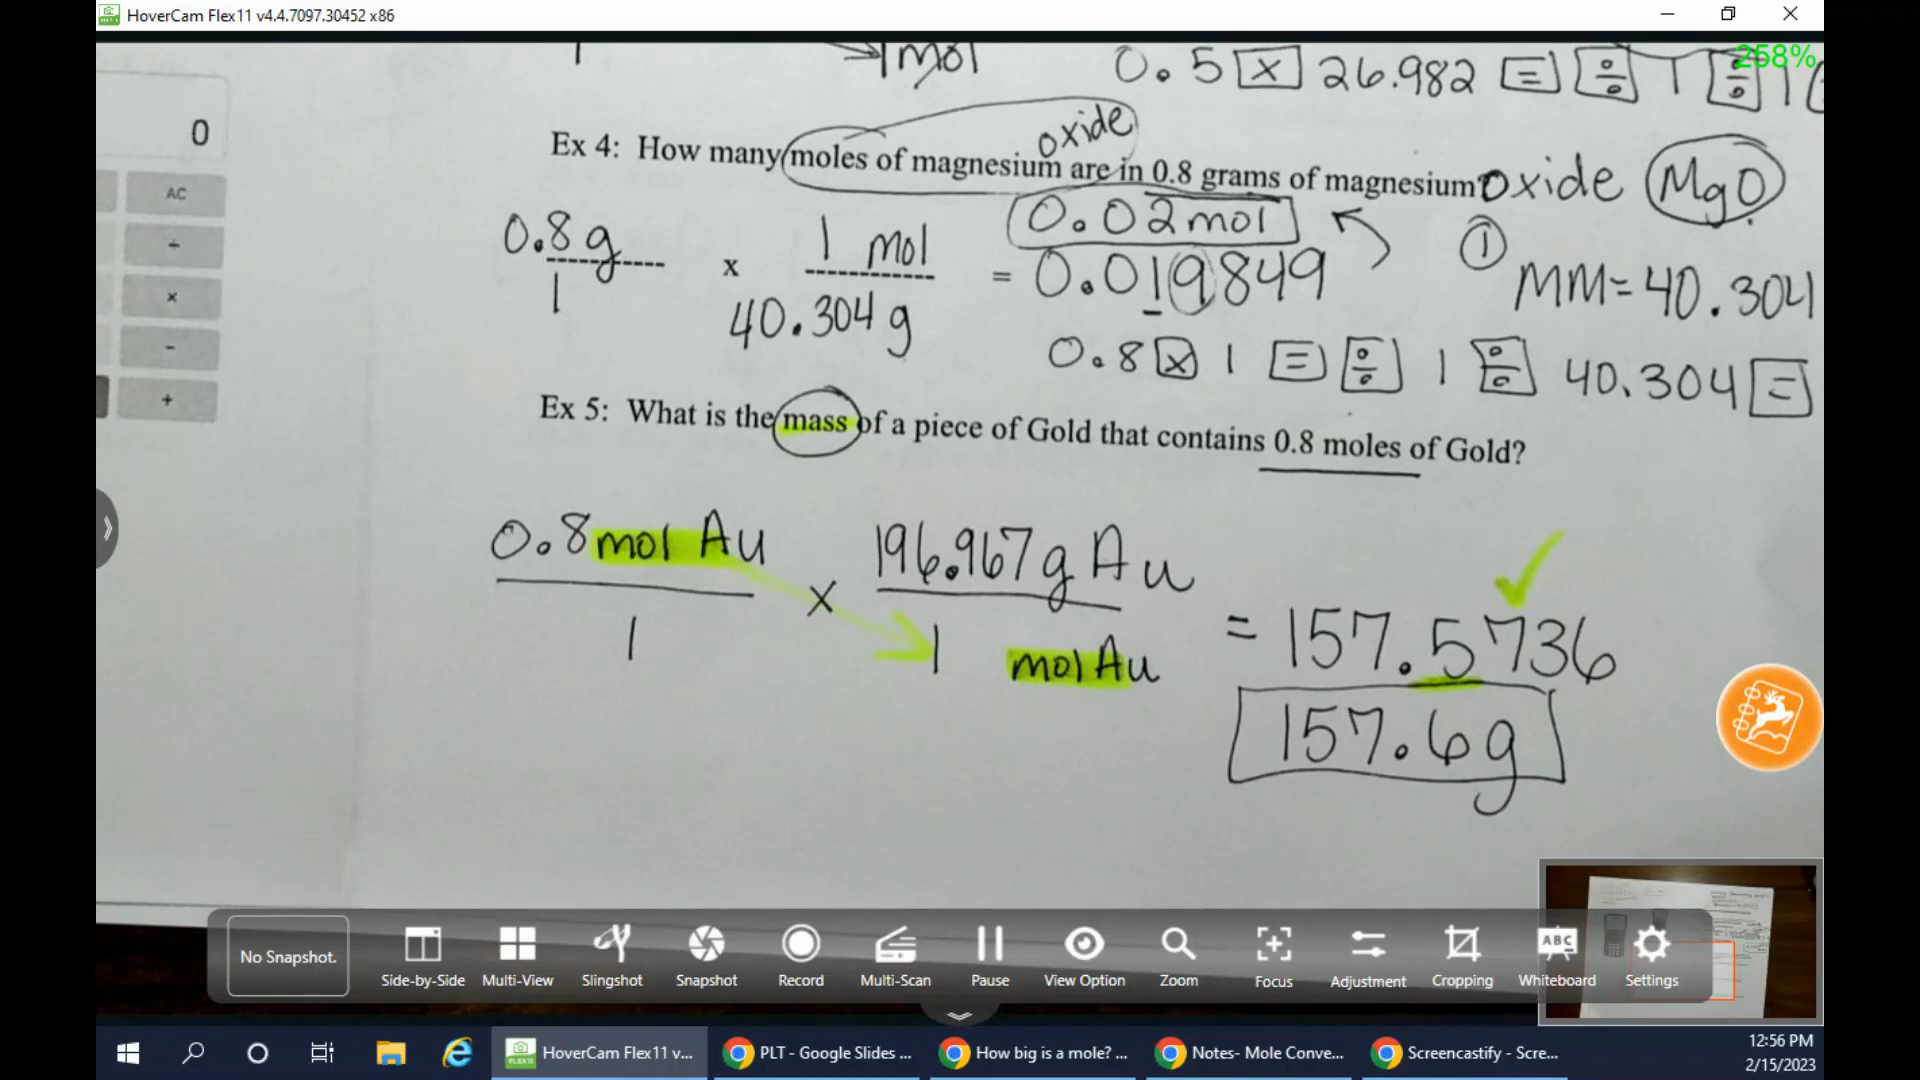 HoverCam Flex11 v4.4.7097.30452 x86
258%
1 mol 0.5 [x] 26.982 [=] [÷] 1 [÷] 1
0
AC
÷
×
-
+
oxide
Ex 4: How many moles of magnesium are in 0.8 grams of magnesium oxide MgO
0.8 g x 1 mol = 0.02 mol
1 40.304 g 0.019849
① MM=40.304
0.8 [x] 1 [=] [÷] 1 [÷] 40.304 [=]
Ex 5: What is the mass of a piece of Gold that contains 0.8 moles of Gold?
0.8 mol Au x 196.967 g Au
1 1 mol Au
= 157.5736
157.6g
No Snapshot.
Side-by-Side Multi-View Slingshot Snapshot Record Multi-Scan Pause View Option Zoom Focus Adjustment Cropping Whiteboard Settings
ABC
HoverCam Flex11 v... PLT - Google Slides ... How big is a mole? ... Notes- Mole Conve... Screencastify - Scre...
12:56 PM
2/15/2023